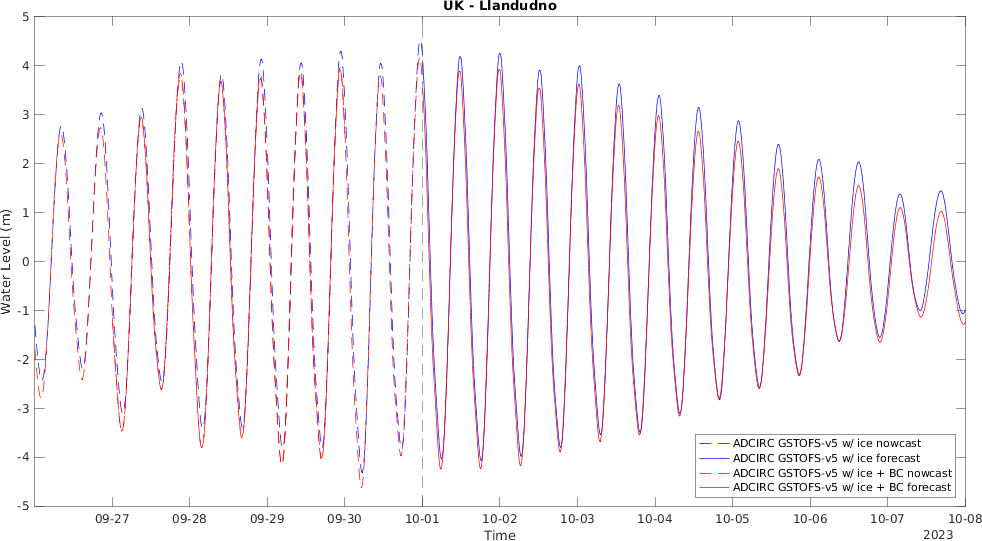 UK - Llandudno
5
4
3
2
1
0
-1
-2
-3
-4
-5
Water Level (m)
ADCIRC GSTOFS-v5 w/ ice nowcast
ADCIRC GSTOFS-v5 w/ ice forecast
ADCIRC GSTOFS-v5 w/ ice + BC nowcast
ADCIRC GSTOFS-v5 w/ ice + BC forecast
09-27 09-28 09-29 09-30 10-01 10-02 10-03 10-04 10-05 10-06 10-07 10-08
Time
2023